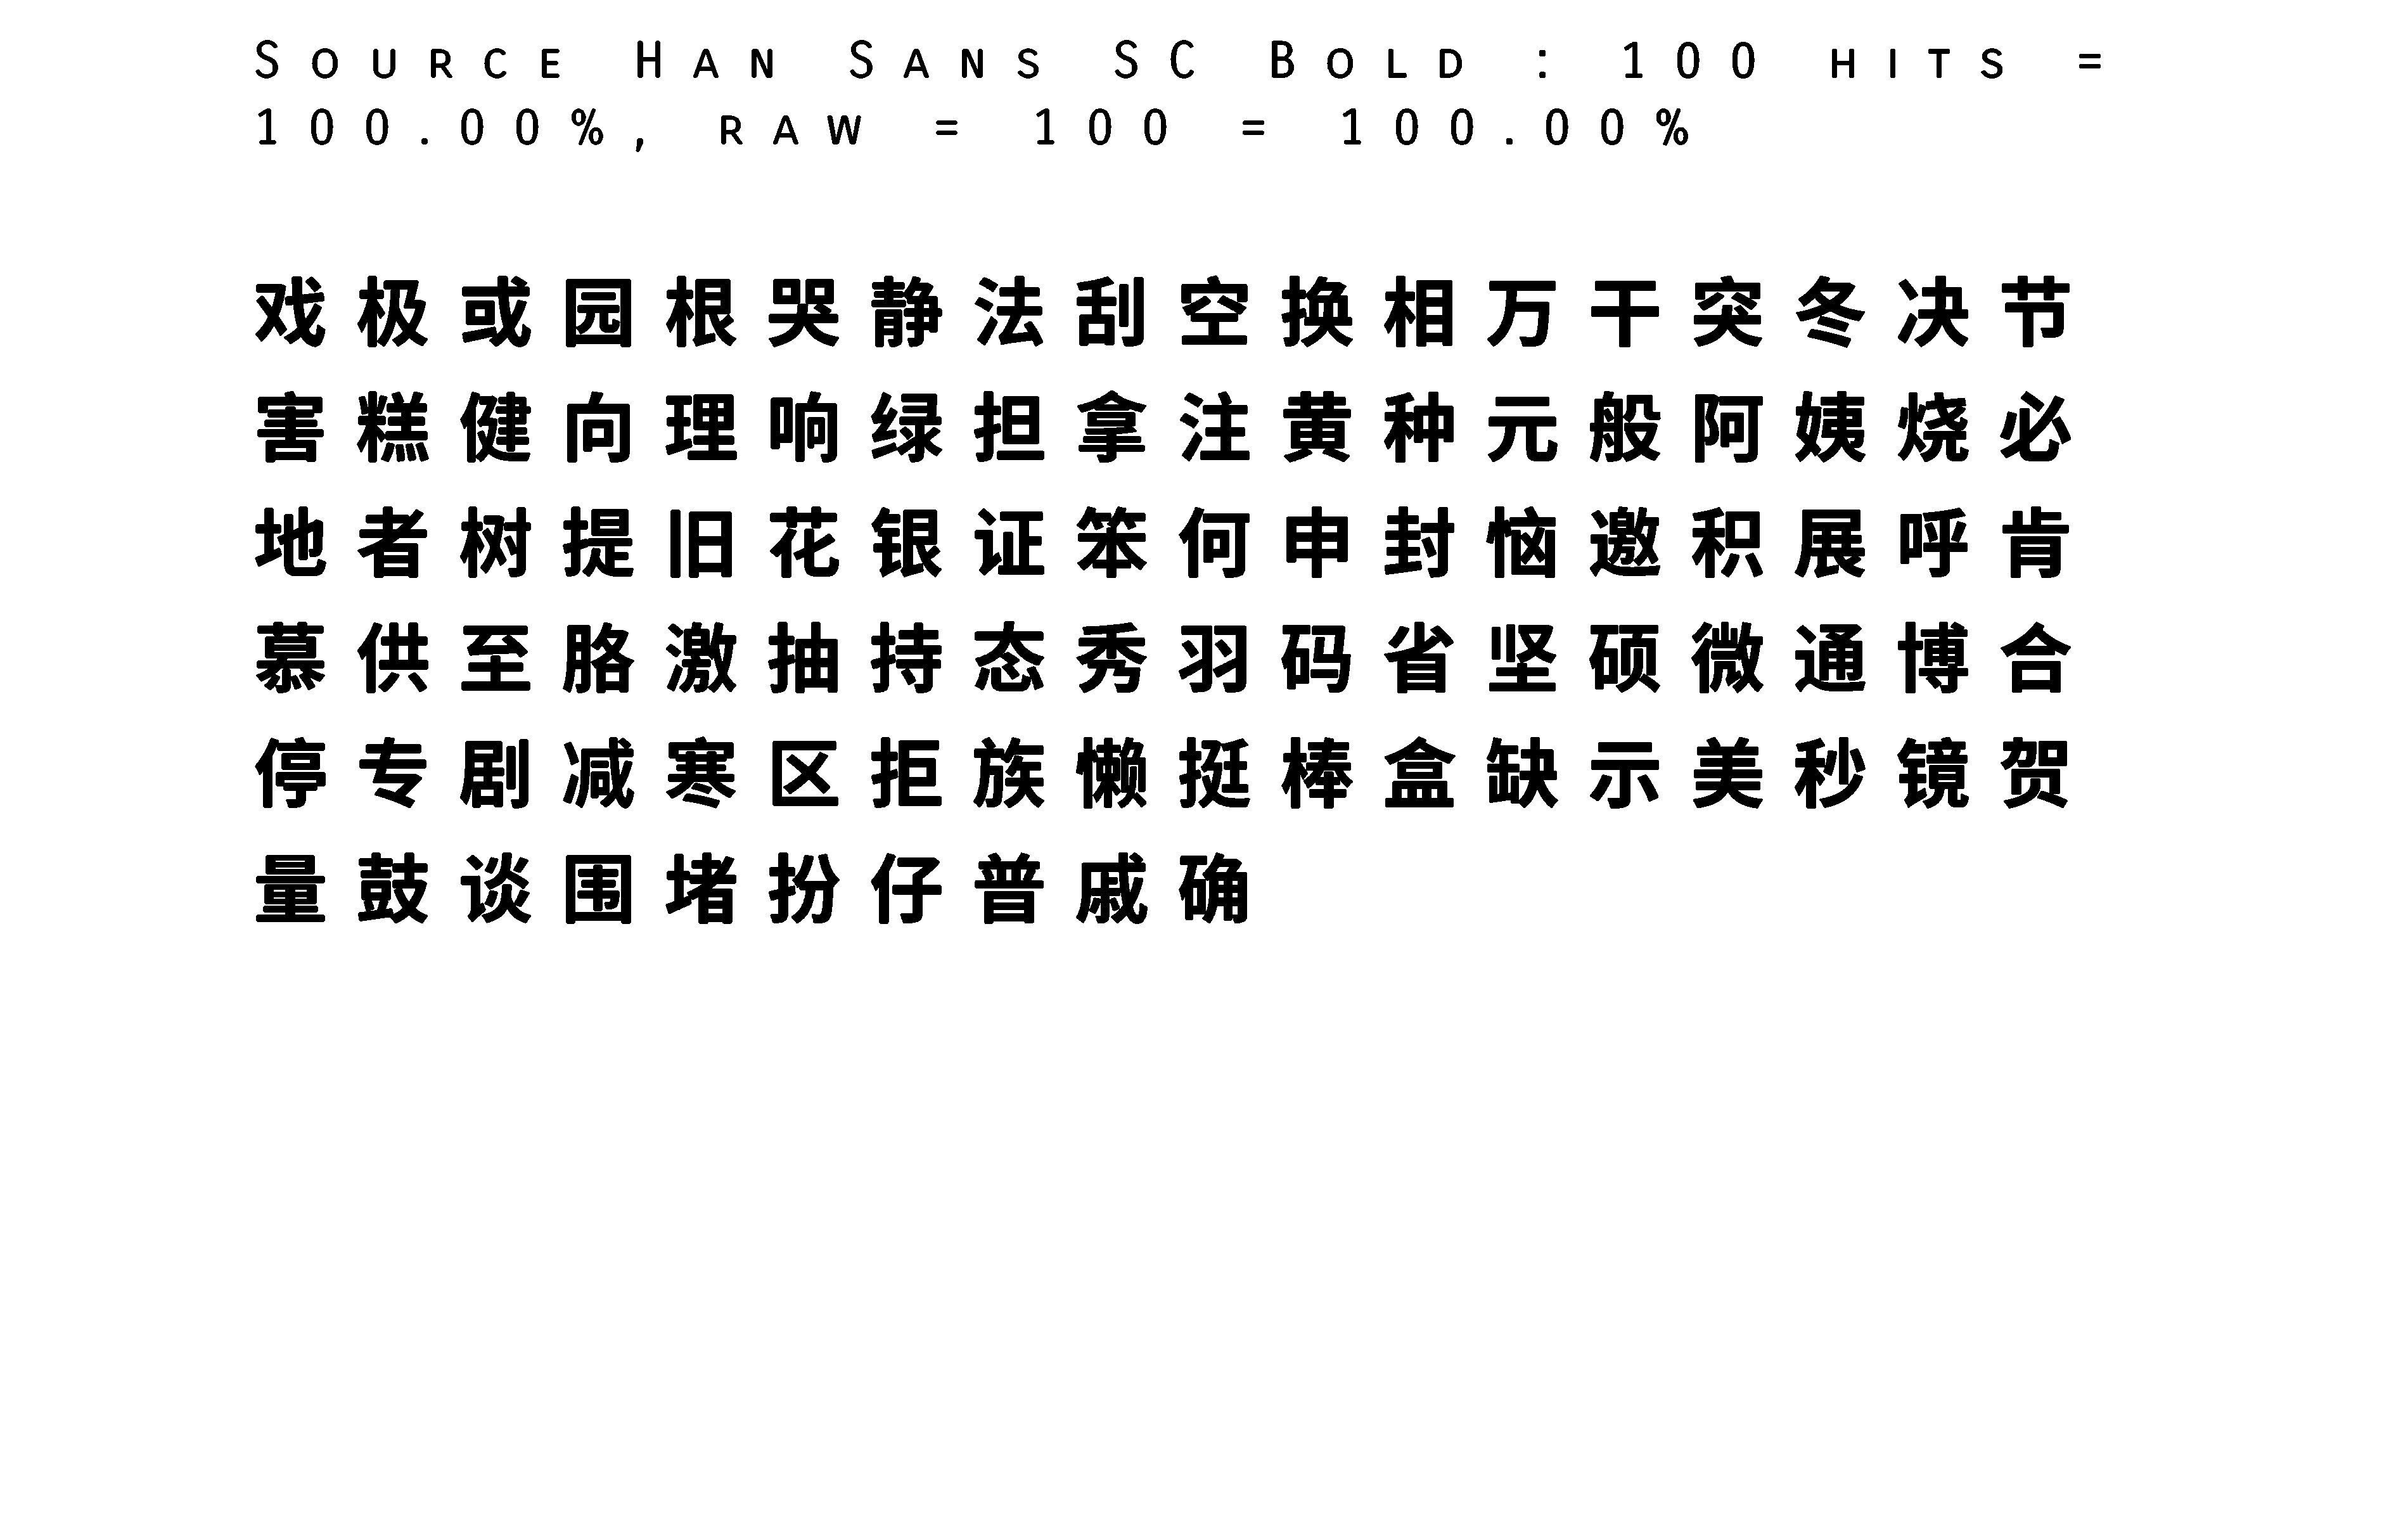 Source Han Sans SC Bold : 100 hits =
100.00%, raw = 100 = 100.00%
戏极或园根哭静法刮空换相万干突冬决节
害糕健向理响绿担拿注黄种元般阿姨烧必
地者树提旧花银证笨何申封恼邀积展呼肯
慕供至胳激抽持态秀羽码省坚硕微通博合
停专剧减寒区拒族懒挺棒盒缺示美秒镜贺
量鼓谈围堵扮仔普戚确